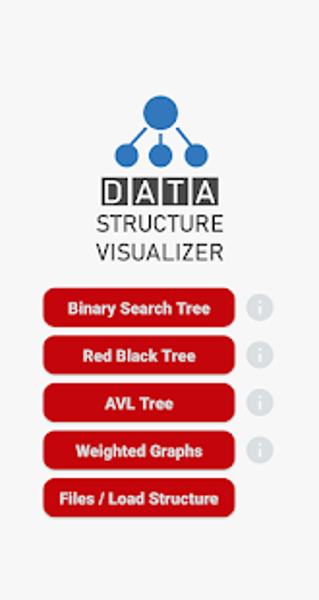 DATA
STRUCTURE
VISUALIZER
Binary Search Tree
i
Red Black Tree
i
AVL Tree
i
Weighted Graphs
i
Files / Load Structure